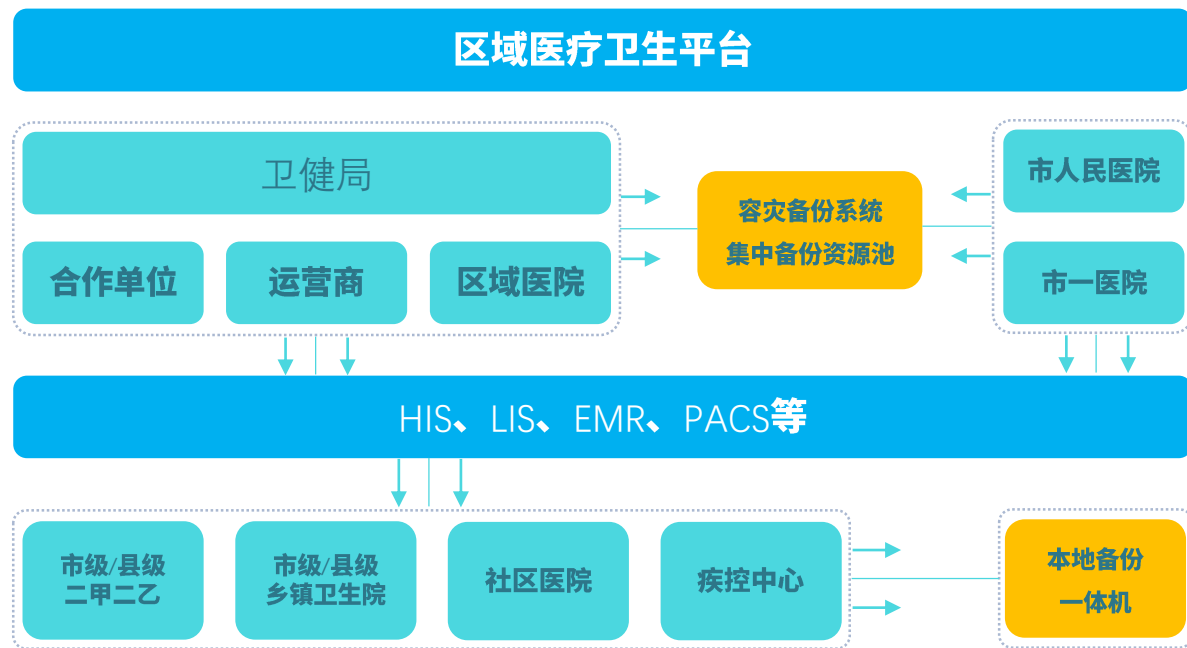 区域医疗卫生平台
卫健局
合作单位
运营商
区域医院
容灾备份系统
集中备份资源池
市人民医院
市一医院
HIS、LIS、EMR、PACS等
市级/县级
二甲二乙
市级/县级
乡镇卫生院
社区医院
疾控中心
本地备份
一体机